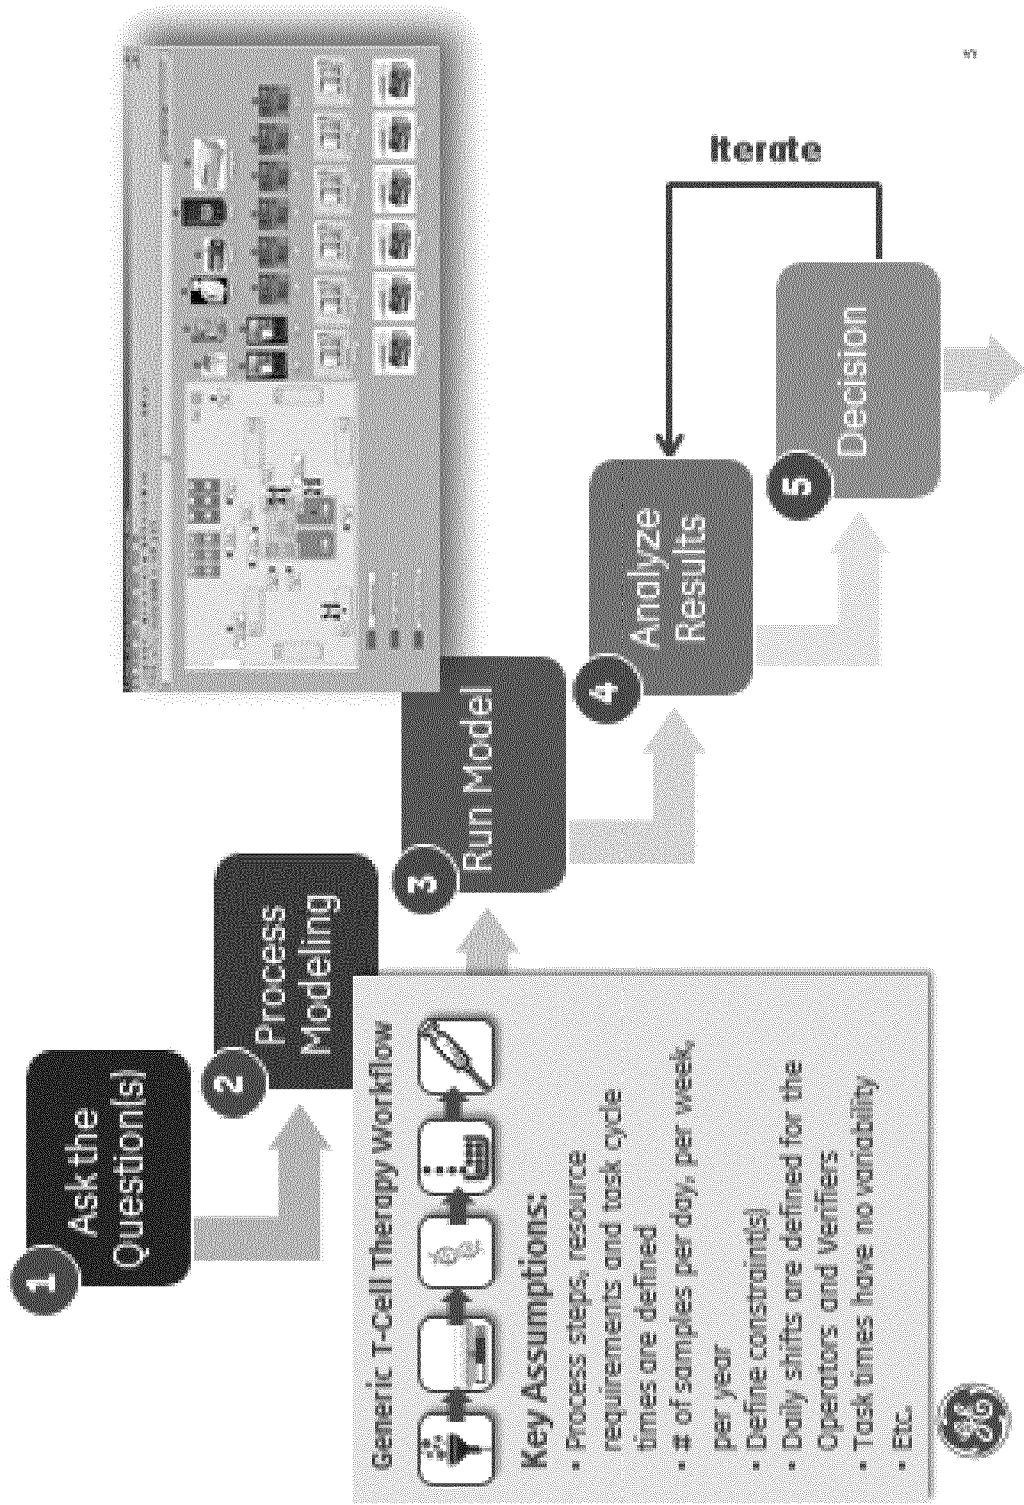 1
Ask the
Question(s)
2
Process
Modeling
3
Run Model
4
Analyze
Results
5
Decision
Iterate
Generic T-Cell Therapy Workflow
Key Assumptions:
• Process steps, resource
requirements and task cycle
times are defined
• # of samples per day, per week,
per year
• Define constraint(s)
• Daily shifts are defined for the
Operators and Verifiers
• Task times have no variability
• Etc.
GE
5